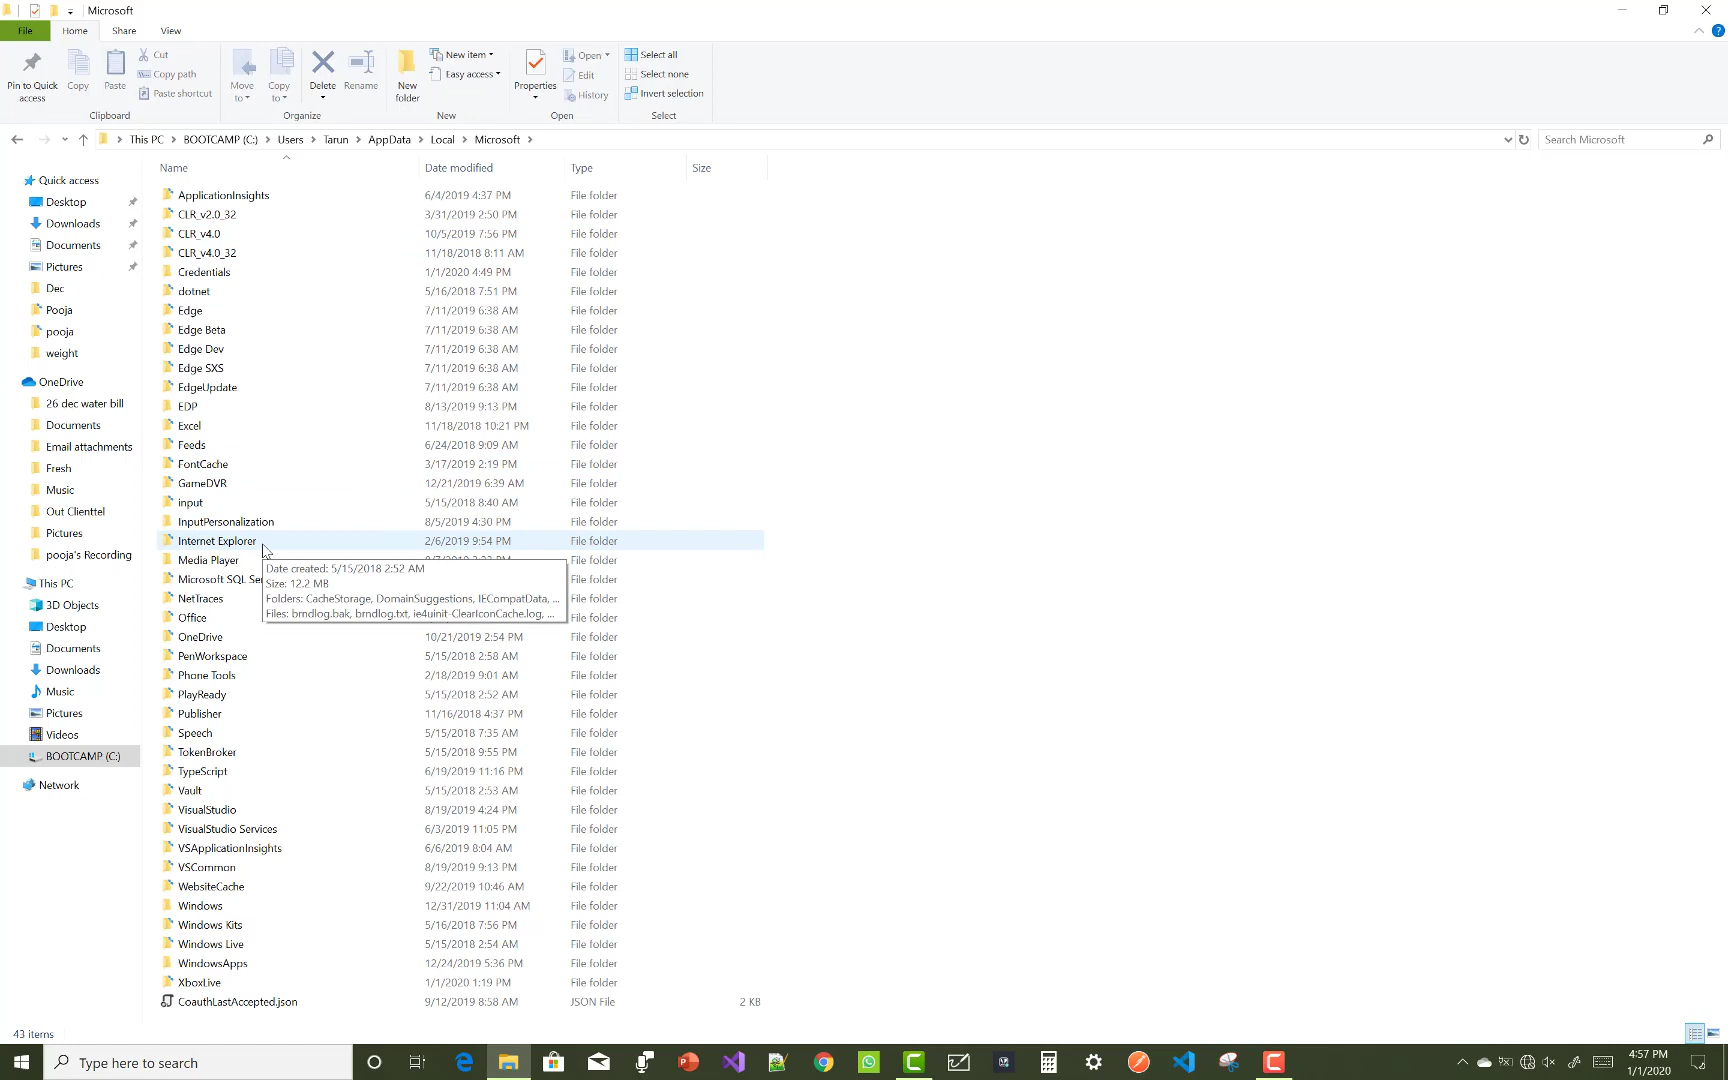 Microsoft
File Home Share View
Pin to Quick access
Copy
Paste
Cut
Copy path
Paste shortcut
Clipboard
Move to
Copy to
Delete
Rename
Organize
New folder
New item
Easy access
New
Properties
Open
Edit
History
Open
Select all
Select none
Invert selection
Select
This PC > BOOTCAMP (C:) > Users > Tarun > AppData > Local > Microsoft >
Search Microsoft
Quick access
Desktop
Downloads
Documents
Pictures
Dec
Pooja
pooja
weight
OneDrive
26 dec water bill
Documents
Email attachments
Fresh
Music
Out Clienttel
Pictures
pooja's Recording
This PC
3D Objects
Desktop
Documents
Downloads
Music
Pictures
Videos
BOOTCAMP (C:)
Network
Name Date modified Type Size
ApplicationInsights 6/4/2019 4:37 PM File folder
CLR_v2.0_32 3/31/2019 2:50 PM File folder
CLR_v4.0 10/5/2019 7:56 PM File folder
CLR_v4.0_32 11/18/2018 8:11 AM File folder
Credentials 1/1/2020 4:49 PM File folder
dotnet 5/16/2018 7:51 PM File folder
Edge 7/11/2019 6:38 AM File folder
Edge Beta 7/11/2019 6:38 AM File folder
Edge Dev 7/11/2019 6:38 AM File folder
Edge SXS 7/11/2019 6:38 AM File folder
EdgeUpdate 7/11/2019 6:38 AM File folder
EDP 8/13/2019 9:13 PM File folder
Excel 11/18/2018 10:21 PM File folder
Feeds 6/24/2018 9:09 AM File folder
FontCache 3/17/2019 2:19 PM File folder
GameDVR 12/21/2019 6:39 AM File folder
input 5/15/2018 8:40 AM File folder
InputPersonalization 8/5/2019 4:30 PM File folder
Internet Explorer 2/6/2019 9:54 PM File folder
Media Player File folder
Microsoft SQL File folder
NetTraces File folder
Office File folder
Date created: 5/15/2018 2:52 AM
Size: 12.2 MB
Folders: CacheStorage, DomainSuggestions, IECompatData, ...
Files: brndlog.bak, brndlog.txt, ie4uinit-ClearIconCache.log, ...
OneDrive 10/21/2019 2:54 PM File folder
PenWorkspace 5/15/2018 2:58 AM File folder
Phone Tools 2/18/2019 9:01 AM File folder
PlayReady 5/15/2018 2:52 AM File folder
Publisher 11/16/2018 4:37 PM File folder
Speech 5/15/2018 7:35 AM File folder
TokenBroker 5/15/2018 9:55 PM File folder
TypeScript 6/19/2019 11:16 PM File folder
Vault 5/15/2018 2:53 AM File folder
VisualStudio 8/19/2019 4:24 PM File folder
VisualStudio Services 6/3/2019 11:05 PM File folder
VSApplicationInsights 6/6/2019 8:04 AM File folder
VSCommon 8/19/2019 9:13 PM File folder
WebsiteCache 9/22/2019 10:46 AM File folder
Windows 12/31/2019 11:04 AM File folder
Windows Kits 5/16/2018 7:56 PM File folder
Windows Live 5/15/2018 2:54 AM File folder
WindowsApps 12/24/2019 5:36 PM File folder
XboxLive 1/1/2020 1:19 PM File folder
CoauthLastAccepted.json 9/12/2019 8:58 AM JSON File 2 KB
43 items
Type here to search
4:57 PM
1/1/2020